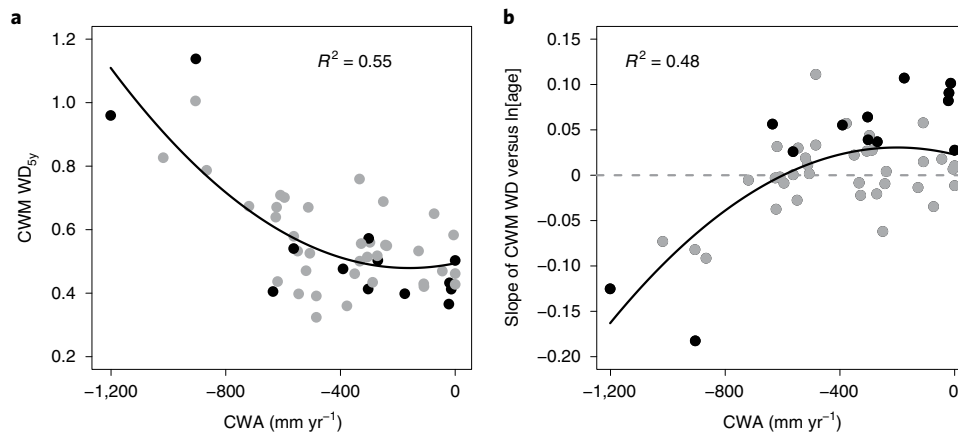 a
CWM WD5y
1.2
1.0
0.8
0.6
0.4
0.2
R² = 0.55
−1,200
−800
−400
0
CWA (mm yr⁻¹)
b
Slope of CWM WD versus ln[age]
0.15
0.10
0.05
0
−0.05
−0.10
−0.15
−0.20
R² = 0.48
−1,200
−800
−400
0
CWA (mm yr⁻¹)